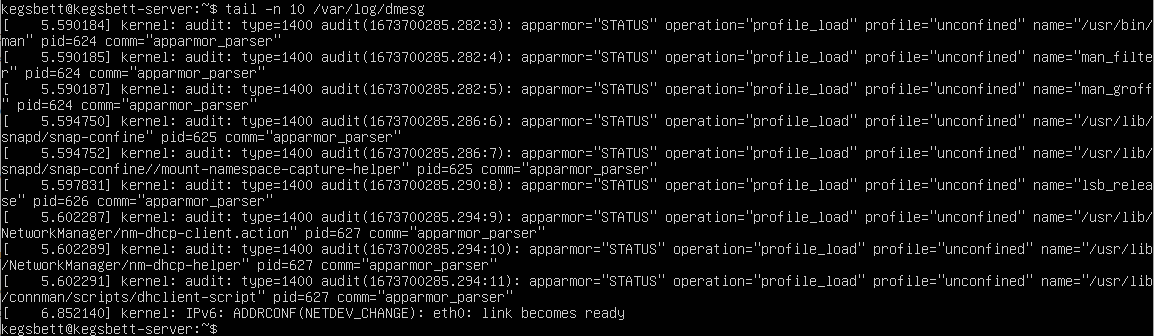 kegsbett@kegsbett-server:~$ tail -n 10 /var/log/dmesg
[    5.590184] kernel: audit: type=1400 audit(1673700285.282:3): apparmor="STATUS" operation="profile_load" profile="unconfined" name="/usr/bin/
man" pid=624 comm="apparmor_parser"
[    5.590185] kernel: audit: type=1400 audit(1673700285.282:4): apparmor="STATUS" operation="profile_load" profile="unconfined" name="man_filte
r" pid=624 comm="apparmor_parser"
[    5.590187] kernel: audit: type=1400 audit(1673700285.282:5): apparmor="STATUS" operation="profile_load" profile="unconfined" name="man_groff
" pid=624 comm="apparmor_parser"
[    5.594750] kernel: audit: type=1400 audit(1673700285.286:6): apparmor="STATUS" operation="profile_load" profile="unconfined" name="/usr/lib/
snapd/snap-confine" pid=625 comm="apparmor_parser"
[    5.594752] kernel: audit: type=1400 audit(1673700285.286:7): apparmor="STATUS" operation="profile_load" profile="unconfined" name="/usr/lib/
snapd/snap-confine//mount-namespace-capture-helper" pid=625 comm="apparmor_parser"
[    5.597831] kernel: audit: type=1400 audit(1673700285.290:8): apparmor="STATUS" operation="profile_load" profile="unconfined" name="lsb_relea
se" pid=626 comm="apparmor_parser"
[    5.602287] kernel: audit: type=1400 audit(1673700285.294:9): apparmor="STATUS" operation="profile_load" profile="unconfined" name="/usr/lib/
NetworkManager/nm-dhcp-client.action" pid=627 comm="apparmor_parser"
[    5.602289] kernel: audit: type=1400 audit(1673700285.294:10): apparmor="STATUS" operation="profile_load" profile="unconfined" name="/usr/lib
/NetworkManager/nm-dhcp-helper" pid=627 comm="apparmor_parser"
[    5.602291] kernel: audit: type=1400 audit(1673700285.294:11): apparmor="STATUS" operation="profile_load" profile="unconfined" name="/usr/lib
/connman/scripts/dhclient-script" pid=627 comm="apparmor_parser"
[    6.852140] kernel: IPv6: ADDRCONF(NETDEV_CHANGE): eth0: link becomes ready
kegsbett@kegsbett-server:~$